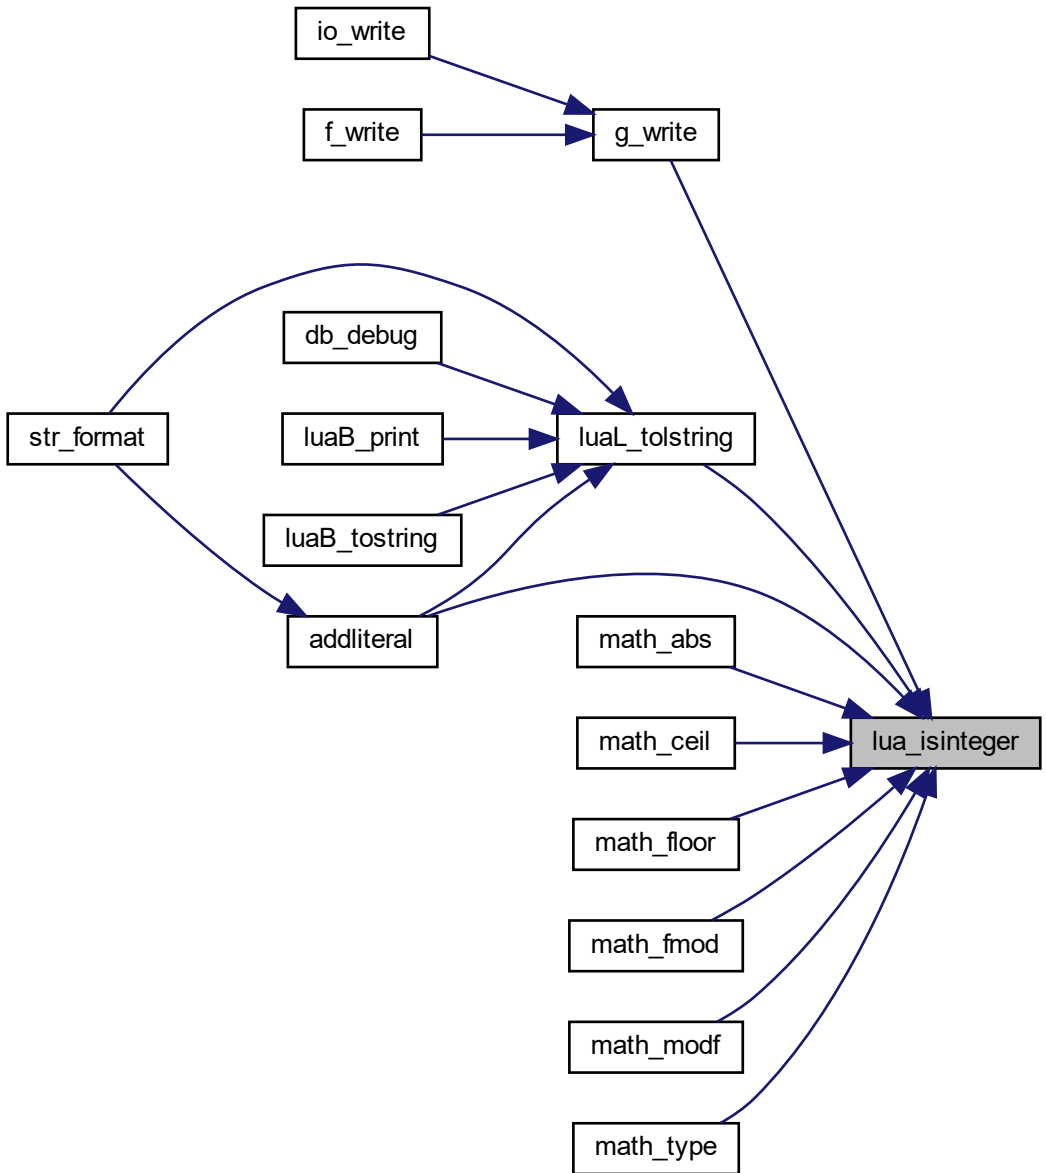 io_write
f_write
g_write
db_debug
str_format
luaB_print
luaL_tolstring
luaB_tostring
addliteral
math_abs
math_ceil
lua_isinteger
math_floor
math_fmod
math_modf
math_type